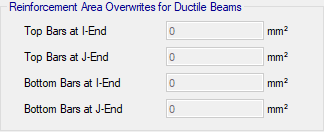 Reinforcement Area Overwrites for Ductile Beams
Top Bars at I-End 0 mm²
Top Bars at J-End 0 mm²
Bottom Bars at I-End 0 mm²
Bottom Bars at J-End 0 mm²